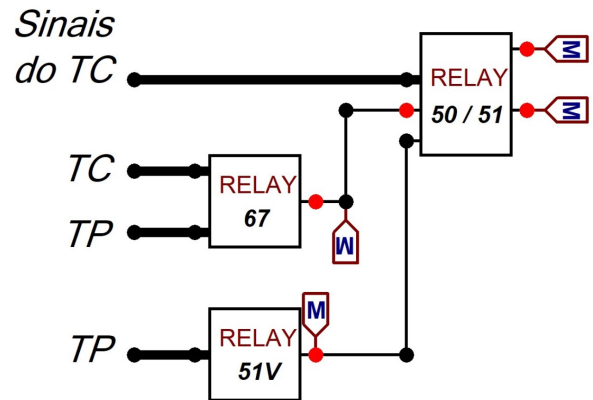 Sinais
do TC
RELAY
50 / 51
M
M
TC
TP
RELAY
67
M
TP
RELAY
51V
M